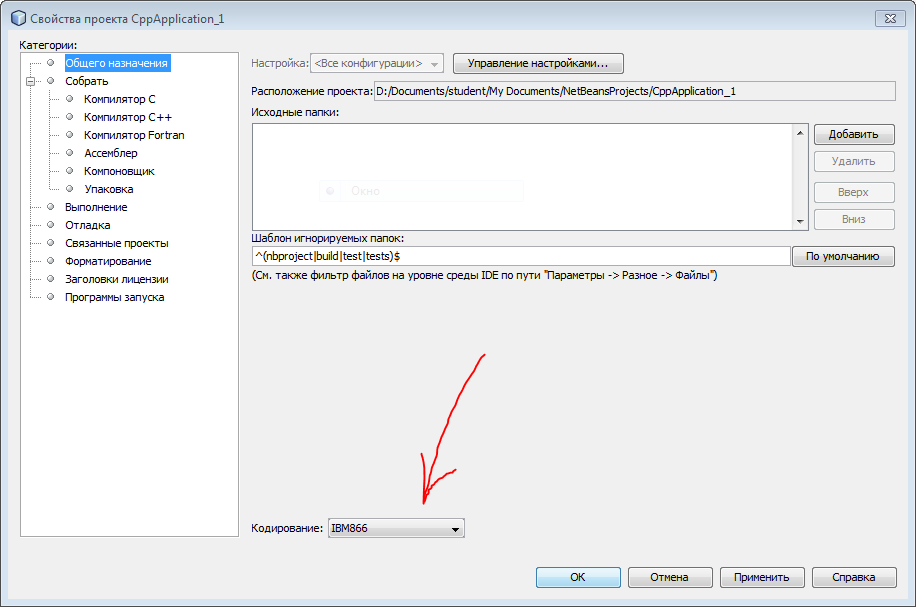 Свойства проекта CppApplication_1
Категории:
Общего назначения
Собрать
Компилятор C
Компилятор C++
Компилятор Fortran
Ассемблер
Компоновщик
Упаковка
Выполнение
Отладка
Связанные проекты
Форматирование
Заголовки лицензии
Программы запуска
Настройка: <Все конфигурации> Управление настройками...
Расположение проекта: D:/Documents/student/My Documents/NetBeansProjects/CppApplication_1
Исходные папки:
Добавить
Удалить
Окно
Вверх
Вниз
Шаблон игнорируемых папок:
^(nbproject|build|test|tests)$ По умолчанию
(См. также фильтр файлов на уровне среды IDE по пути "Параметры -> Разное -> Файлы")
Кодирование: IBM866
OK Отмена Применить Справка